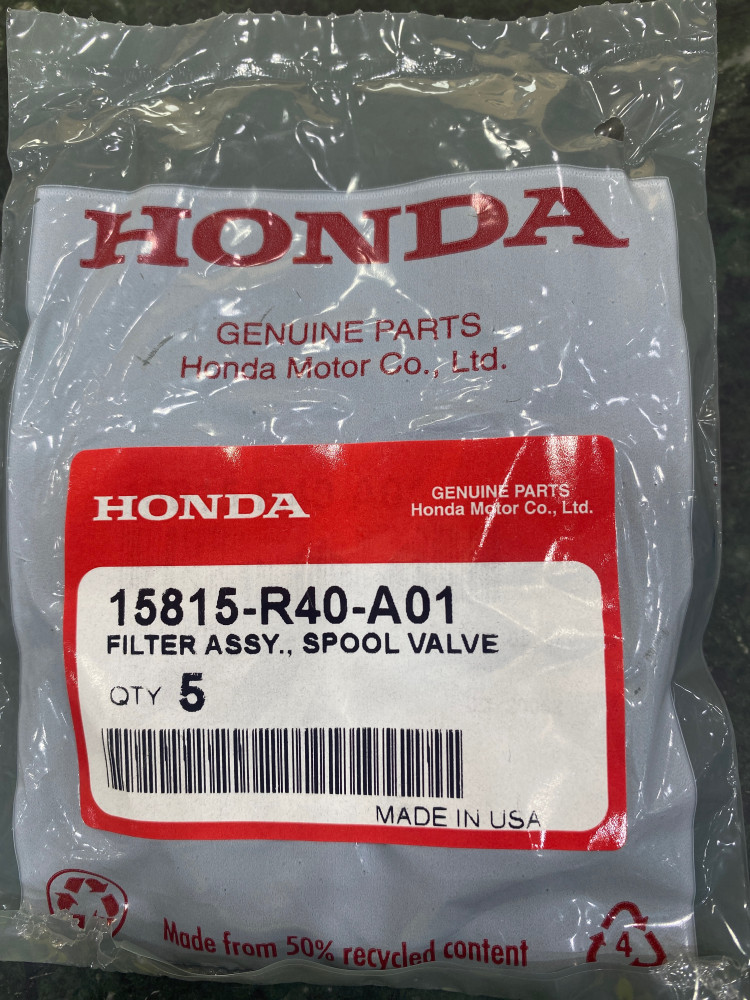 HONDA
GENUINE PARTS
Honda Motor Co., Ltd.
HONDA
GENUINE PARTS
Honda Motor Co., Ltd.
15815-R40-A01
FILTER ASSY., SPOOL VALVE
QTY 5
MADE IN USA
Made from 50% recycled content
4